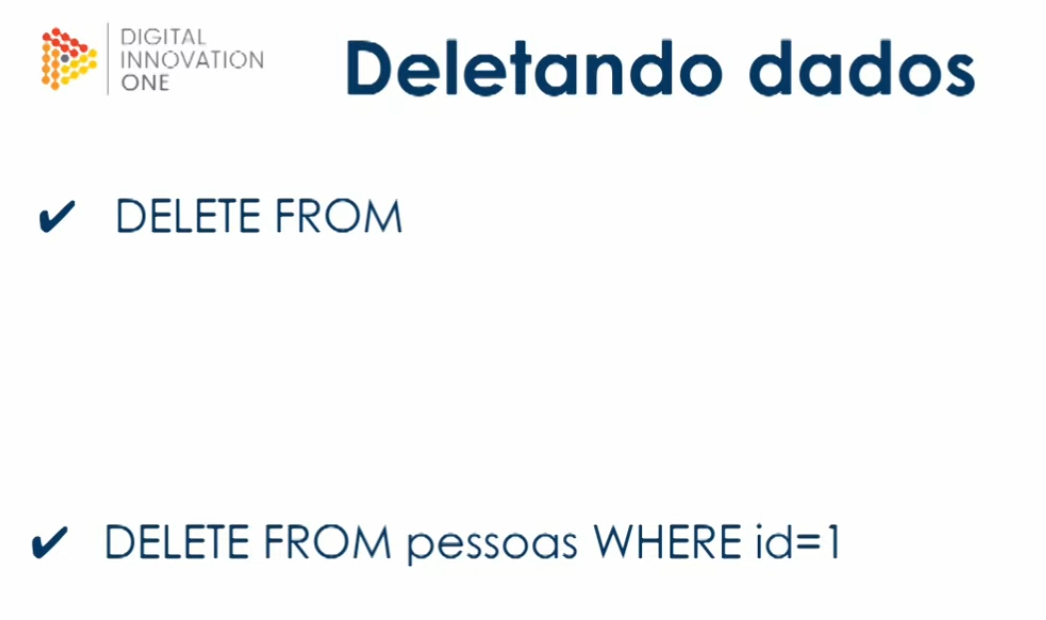 DIGITAL
INNOVATION
ONE
Deletando dados
✔ DELETE FROM
✔ DELETE FROM pessoas WHERE id=1